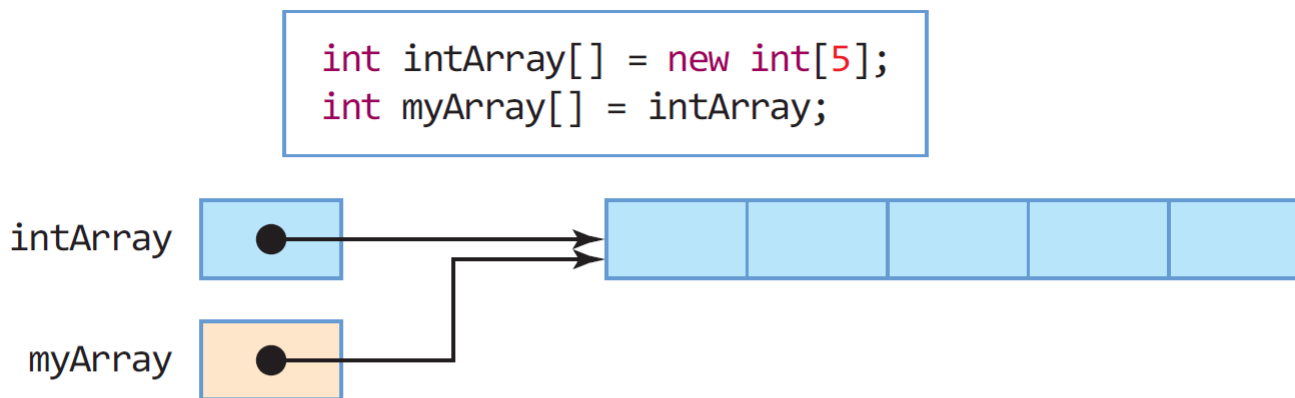 int intArray[] = new int[5];
int myArray[] = intArray;
intArray
myArray